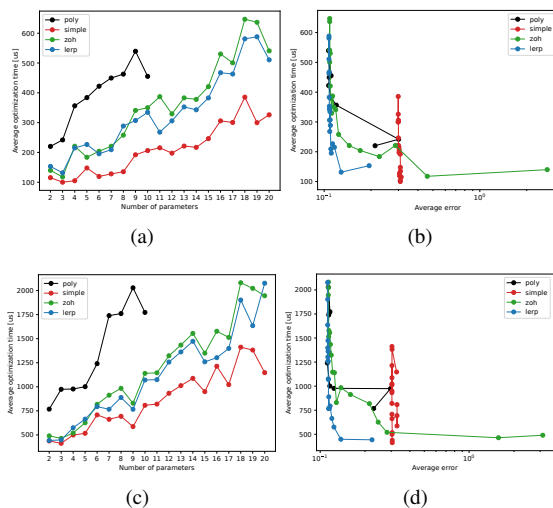 poly
simple
zoh
lerp
600
500
400
300
200
100
Average optimization time [us]
2 3 4 5 6 7 8 9 10 11 12 13 14 15 16 17 18 19 20
Number of parameters
(a)
poly
simple
zoh
lerp
600
500
400
300
200
100
Average optimization time [us]
10⁻¹ 10⁰
Average error
(b)
poly
simple
zoh
lerp
2000
1750
1500
1250
1000
750
500
Average optimization time [us]
2 3 4 5 6 7 8 9 10 11 12 13 14 15 16 17 18 19 20
Number of parameters
(c)
poly
simple
zoh
lerp
2000
1750
1500
1250
1000
750
500
Average optimization time [us]
10⁻¹ 10⁰
Average error
(d)